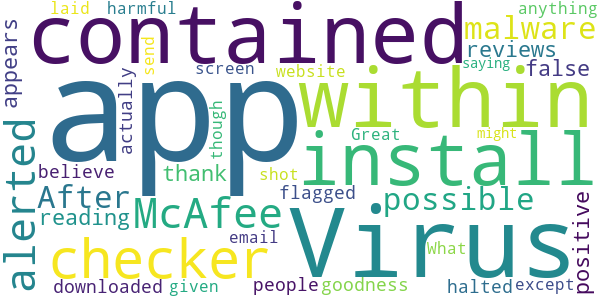 laid harmful anything
contained malware
appears send screen website reviews
saying false
app within
actually though Great might
alerted install
believe thank shot flagged
After possible
reading McAfee Virus positive
checker email What
downloaded given people goodness halted except